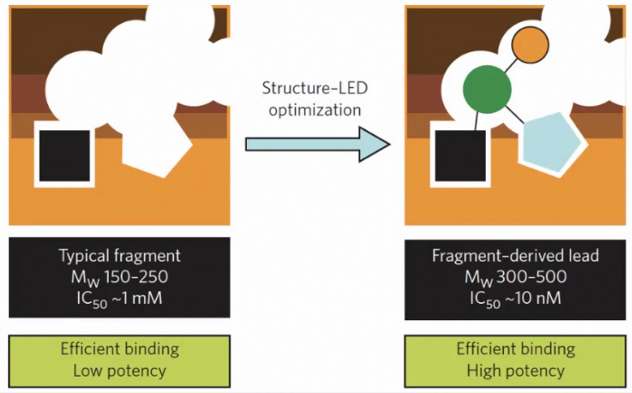 Structure–LED
optimization
Typical fragment
MW 150–250
IC50 ~1 mM
Efficient binding
Low potency
Fragment–derived lead
MW 300–500
IC50 ~10 nM
Efficient binding
High potency